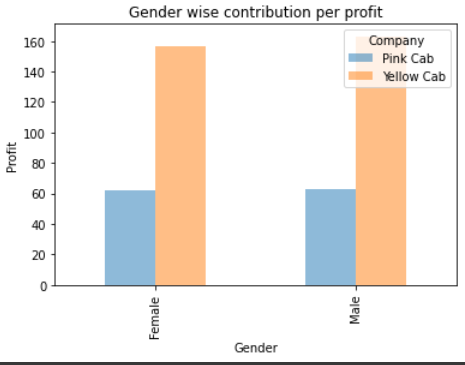 Gender wise contribution per profit
Company
Pink Cab
Yellow Cab
Profit
160
140
120
100
80
60
40
20
0
Female
Male
Gender